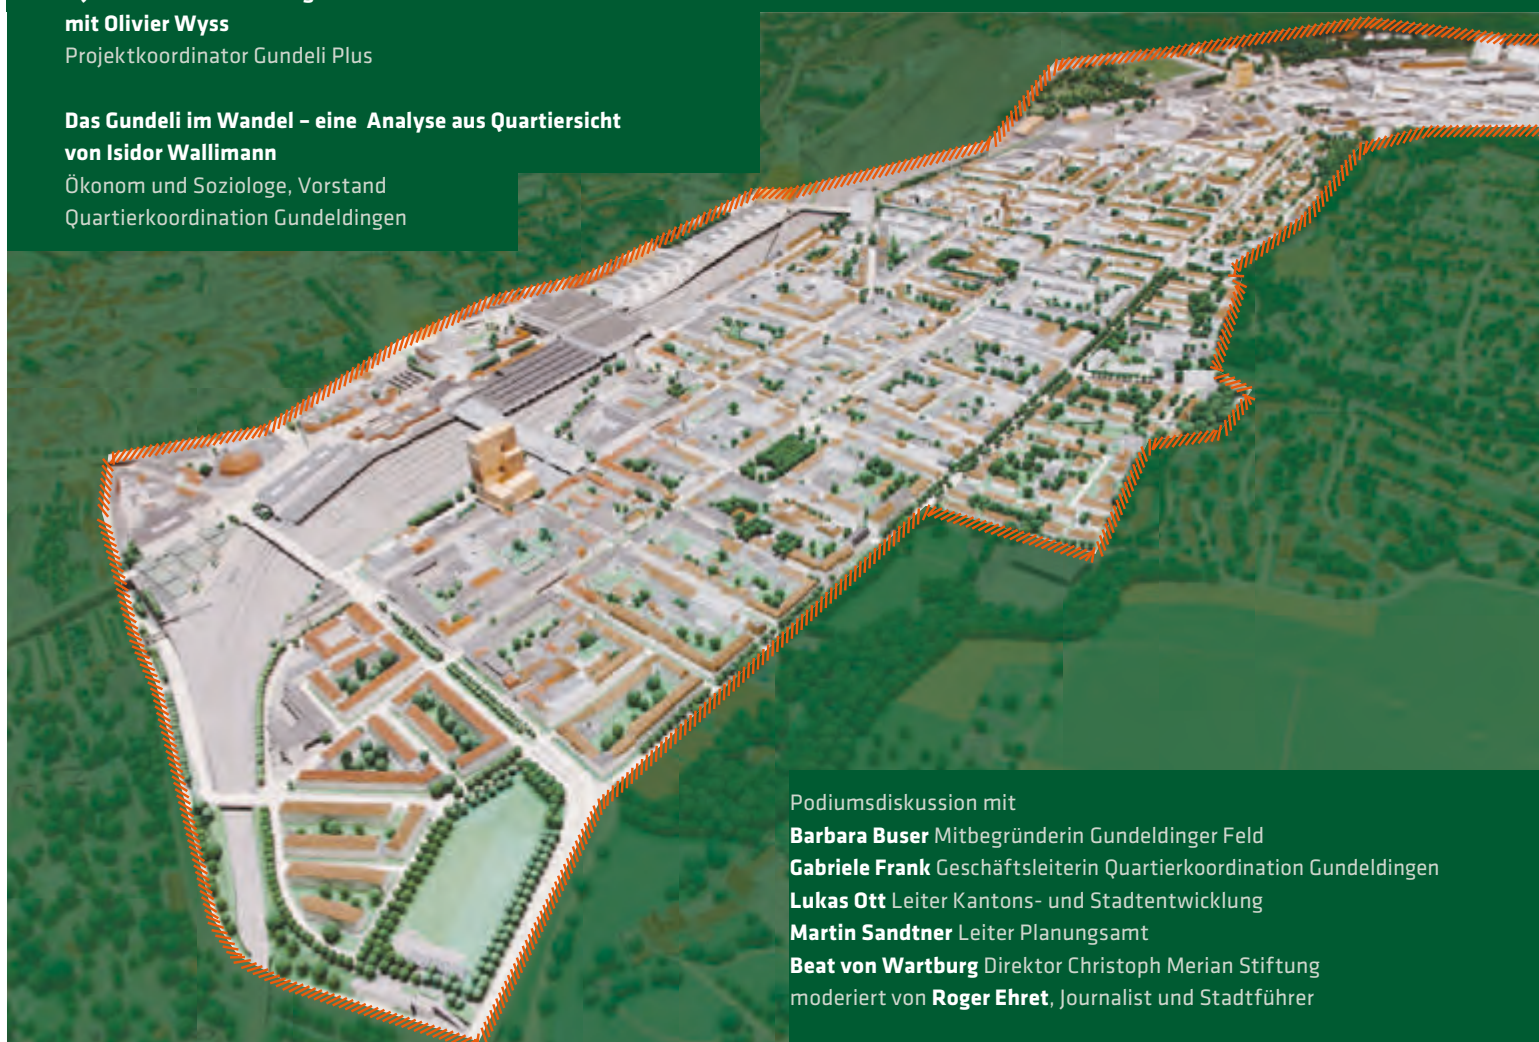 mit Olivier Wyss
Projektkoordinator Gundeli Plus
Das Gundeli im Wandel – eine Analyse aus Quartiersicht
von Isidor Wallimann
Ökonom und Soziologe, Vorstand
Quartierkoordination Gundeldingen
Podiumsdiskussion mit
Barbara Buser Mitbegründerin Gundeldinger Feld
Gabriele Frank Geschäftsleiterin Quartierkoordination Gundeldingen
Lukas Ott Leiter Kantons- und Stadtentwicklung
Martin Sandtner Leiter Planungsamt
Beat von Wartburg Direktor Christoph Merian Stiftung
moderiert von Roger Ehret, Journalist und Stadtführer